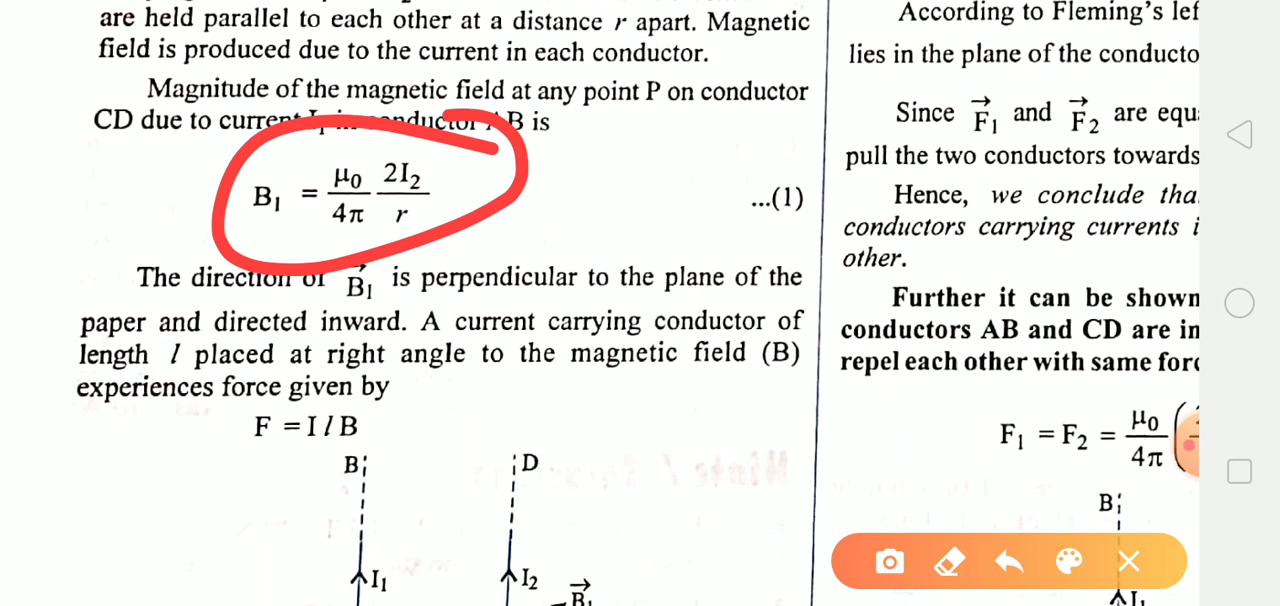 are held parallel to each other at a distance r apart. Magnetic
field is produced due to the current in each conductor.
Magnitude of the magnetic field at any point P on conductor
CD due to current I₁ in conductor AB is
B₁ = μ₀/4π 2I₂/r ...(1)
The direction of B₁ is perpendicular to the plane of the
paper and directed inward. A current carrying conductor of
length l placed at right angle to the magnetic field (B)
experiences force given by
F = I l B
B D
I₁ I₂
B₁
According to Fleming's lef
lies in the plane of the conducto
Since F₁ and F₂ are equ
pull the two conductors towards
Hence, we conclude tha
conductors carrying currents i
other.
Further it can be shown
conductors AB and CD are in
repel each other with same forc
F₁ = F₂ = μ₀/4π (
B
I₁